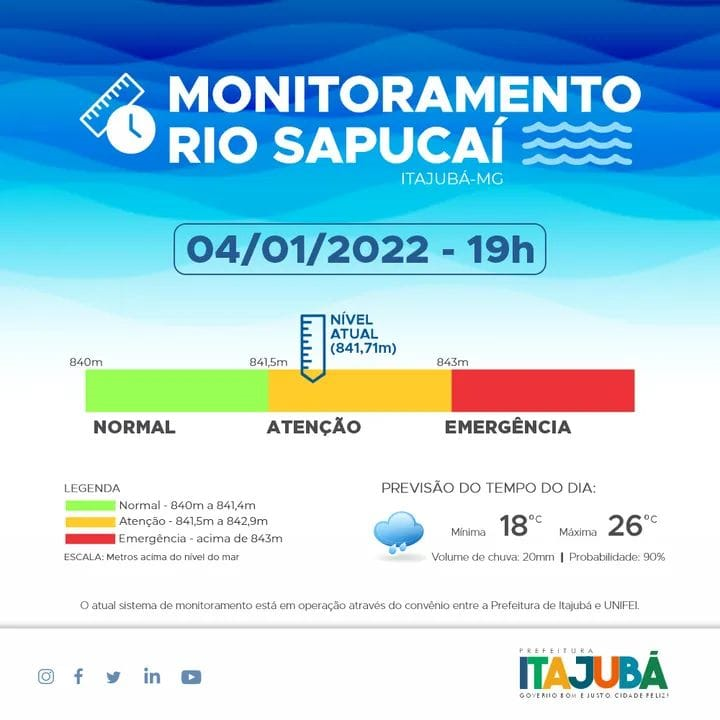 MONITORAMENTO
RIO SAPUCAÍ
ITAJUBÁ-MG
04/01/2022 - 19h
NÍVEL
ATUAL
(841,71m)
840m 841,5m 843m
NORMAL ATENÇÃO EMERGÊNCIA
LEGENDA
Normal - 840m a 841,4m
Atenção - 841,5m a 842,9m
Emergência - acima de 843m
ESCALA: Metros acima do nível do mar
PREVISÃO DO TEMPO DO DIA:
Mínima 18°C Máxima 26°C
Volume de chuva: 20mm | Probabilidade: 90%
O atual sistema de monitoramento está em operação através do convênio entre a Prefeitura de Itajubá e UNIFEI.
PREFEITURA
ITAJUBÁ
GOVERNO BOM E JUSTO, CIDADE FELIZ!